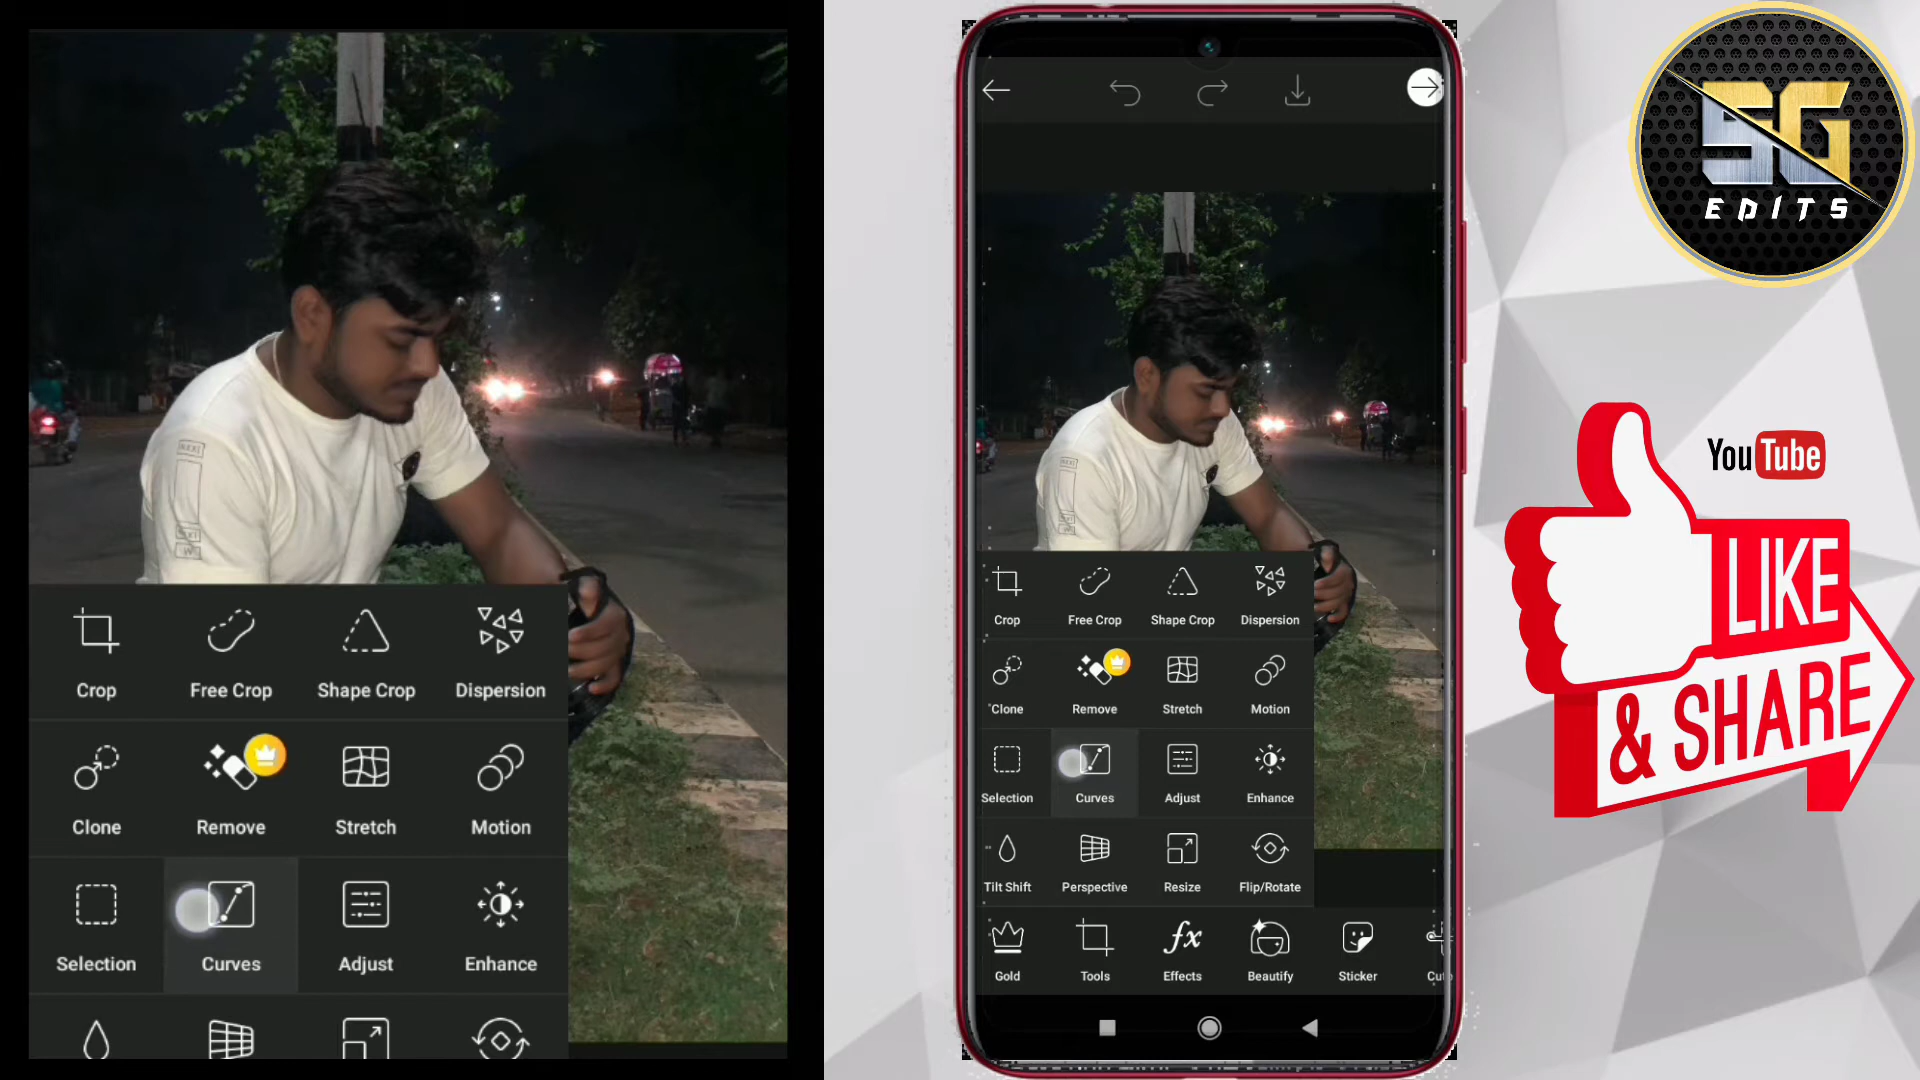 Crop Free Crop Shape Crop Dispersion
Clone Remove Stretch Motion
Selection Curves Adjust Enhance
Crop Free Crop Shape Crop Dispersion
Clone Remove Stretch Motion
Selection Curves Adjust Enhance
Tilt Shift Perspective Resize Flip/Rotate
fx
Gold Tools Effects Beautify Sticker
SG
EDITS
YouTube
LIKE
& SHARE